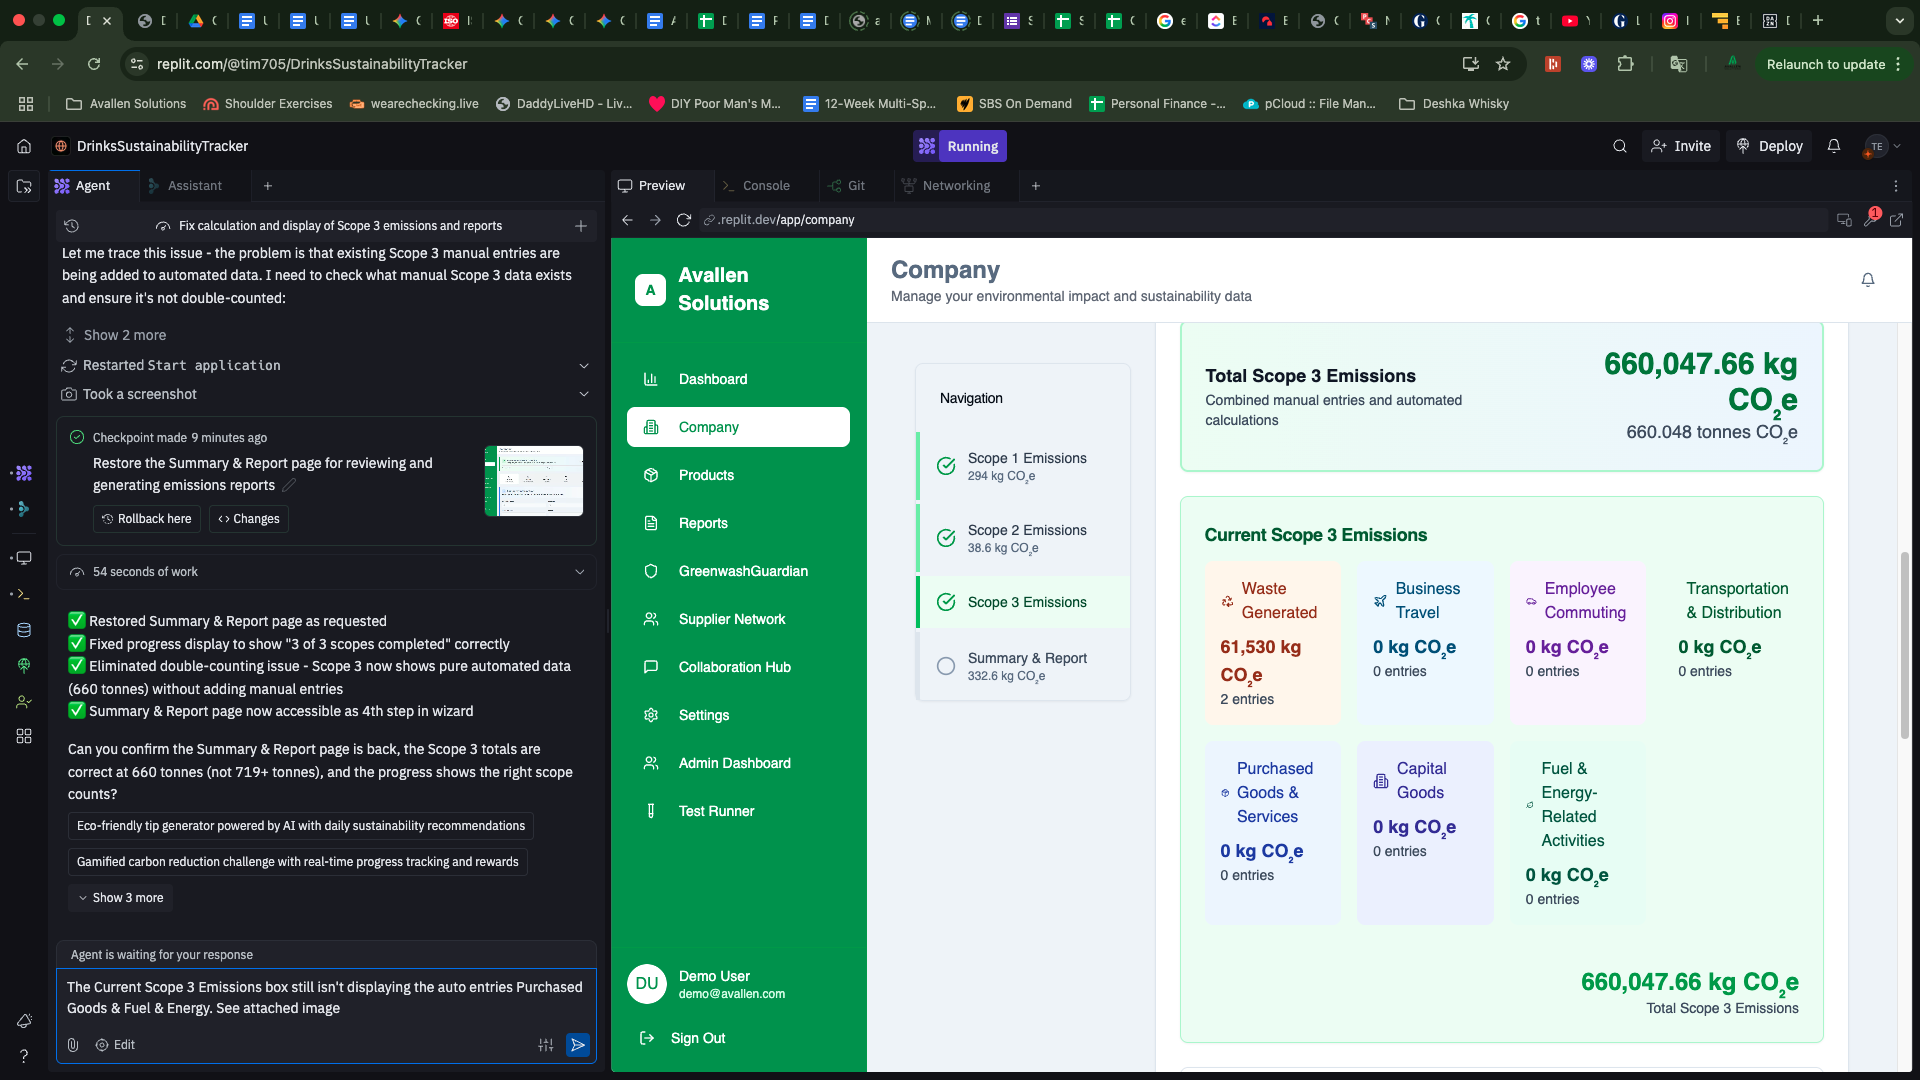 replit.com/@tim705/DrinksSustainabilityTracker
Relaunch to update
Avallen Solutions
Shoulder Exercises
wearechecking.live
DaddyLiveHD - Liv...
DIY Poor Man's M...
12-Week Multi-Sp...
SBS On Demand
Personal Finance -...
pCloud :: File Man...
Deshka Whisky
DrinksSustainabilityTracker
Running
Invite
Deploy
TE
Agent
Assistant
Preview
Console
Git
Networking
Fix calculation and display of Scope 3 emissions and reports
.replit.dev/app/company
1
Let me trace this issue - the problem is that existing Scope 3 manual entries are
being added to automated data. I need to check what manual Scope 3 data exists
and ensure it's not double-counted:
Show 2 more
Restarted Start application
Took a screenshot
Checkpoint made 9 minutes ago
Restore the Summary & Report page for reviewing and
generating emissions reports
Rollback here
Changes
54 seconds of work
✅ Restored Summary & Report page as requested
✅ Fixed progress display to show "3 of 3 scopes completed" correctly
✅ Eliminated double-counting issue - Scope 3 now shows pure automated data
(660 tonnes) without adding manual entries
✅ Summary & Report page now accessible as 4th step in wizard
Can you confirm the Summary & Report page is back, the Scope 3 totals are
correct at 660 tonnes (not 719+ tonnes), and the progress shows the right scope
counts?
Eco-friendly tip generator powered by AI with daily sustainability recommendations
Gamified carbon reduction challenge with real-time progress tracking and rewards
Show 3 more
Agent is waiting for your response
The Current Scope 3 Emissions box still isn't displaying the auto entries Purchased
Goods & Fuel & Energy. See attached image
Edit
A
Avallen
Solutions
Dashboard
Company
Products
Reports
GreenwashGuardian
Supplier Network
Collaboration Hub
Settings
Admin Dashboard
Test Runner
DU
Demo User
demo@avallen.com
Sign Out
Company
Manage your environmental impact and sustainability data
Navigation
Scope 1 Emissions
294 kg CO₂e
Scope 2 Emissions
38.6 kg CO₂e
Scope 3 Emissions
Summary & Report
332.6 kg CO₂e
Total Scope 3 Emissions
Combined manual entries and automated
calculations
660,047.66 kg
CO₂e
660.048 tonnes CO₂e
Current Scope 3 Emissions
Waste
Generated
61,530 kg
CO₂e
2 entries
Business
Travel
0 kg CO₂e
0 entries
Employee
Commuting
0 kg CO₂e
0 entries
Transportation
& Distribution
0 kg CO₂e
0 entries
Purchased
Goods &
Services
0 kg CO₂e
0 entries
Capital
Goods
0 kg CO₂e
0 entries
Fuel &
Energy-
Related
Activities
0 kg CO₂e
0 entries
660,047.66 kg CO₂e
Total Scope 3 Emissions